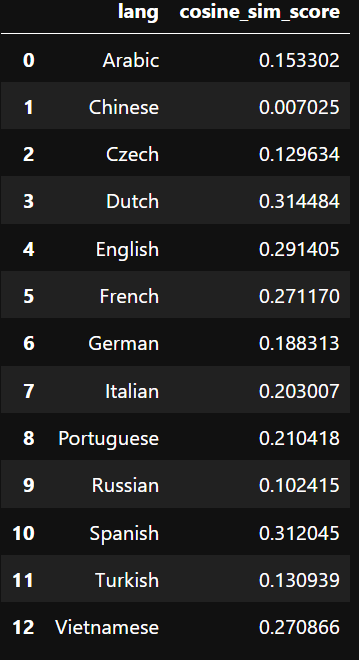 lang cosine_sim_score
0 Arabic 0.153302
1 Chinese 0.007025
2 Czech 0.129634
3 Dutch 0.314484
4 English 0.291405
5 French 0.271170
6 German 0.188313
7 Italian 0.203007
8 Portuguese 0.210418
9 Russian 0.102415
10 Spanish 0.312045
11 Turkish 0.130939
12 Vietnamese 0.270866